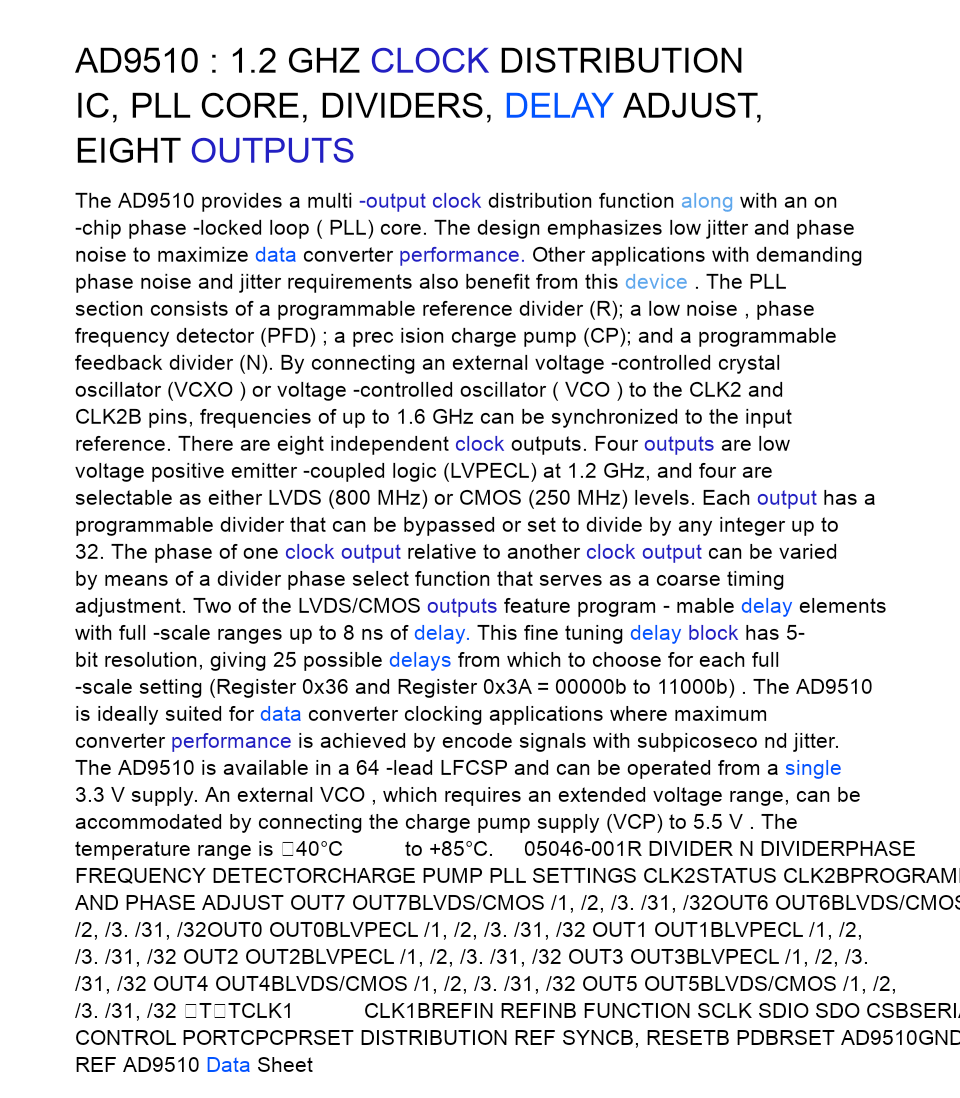 AD9510 : 1.2 GHZ CLOCK DISTRIBUTION
IC, PLL CORE, DIVIDERS, DELAY ADJUST,
EIGHT OUTPUTS
The AD9510 provides a multi -output clock distribution function along with an on
-chip phase -locked loop ( PLL) core. The design emphasizes low jitter and phase
noise to maximize data converter performance. Other applications with demanding
phase noise and jitter requirements also benefit from this device . The PLL
section consists of a programmable reference divider (R); a low noise , phase
frequency detector (PFD) ; a prec ision charge pump (CP); and a programmable
feedback divider (N). By connecting an external voltage -controlled crystal
oscillator (VCXO ) or voltage -controlled oscillator ( VCO ) to the CLK2 and
CLK2B pins, frequencies of up to 1.6 GHz can be synchronized to the input
reference. There are eight independent clock outputs. Four outputs are low
voltage positive emitter -coupled logic (LVPECL) at 1.2 GHz, and four are
selectable as either LVDS (800 MHz) or CMOS (250 MHz) levels. Each output has a
programmable divider that can be bypassed or set to divide by any integer up to
32. The phase of one clock output relative to another clock output can be varied
by means of a divider phase select function that serves as a coarse timing
adjustment. Two of the LVDS/CMOS outputs feature program - mable delay elements
with full -scale ranges up to 8 ns of delay. This fine tuning delay block has 5-
bit resolution, giving 25 possible delays from which to choose for each full
-scale setting (Register 0x36 and Register 0x3A = 00000b to 11000b) . The AD9510
is ideally suited for data converter clocking applications where maximum
converter performance is achieved by encode signals with subpicoseco nd jitter.
The AD9510 is available in a 64 -lead LFCSP and can be operated from a single
3.3 V supply. An external VCO , which requires an extended voltage range, can be
accommodated by connecting the charge pump supply (VCP) to 5.5 V . The
temperature range is 40°C to +85°C. 05046-001R DIVIDER N DIVIDERPHASE
FREQUENCY DETECTORCHARGE PUMP PLL SETTINGS CLK2STATUS
AND PHASE ADJUST OUT7 OUT7BLVDS/CMOS /1, /2, /3. /31, /32OUT6
/2, /3. /31, /32OUT0 OUT0BLVPECL /1, /2, /3. /31, /32 OUT1 OUT1BLVPECL /1, /2,
/3. /31, /32 OUT2 OUT2BLVPECL /1, /2, /3. /31, /32 OUT3 OUT3BLVPECL /1, /2, /3.
/31, /32 OUT4 OUT4BLVDS/CMOS /1, /2, /3. /31, /32 OUT5 OUT5BLVDS/CMOS /1, /2,
/3. /31, /32 TTCLK1 CLK1BREFIN REFINB FUNCTION SCLK SDIO SDO
CONTROL PORTCPCPRSET DISTRIBUTION REF SYNCB, RESETB PDBRSET AD9510GND
REF AD9510 Data Sheet